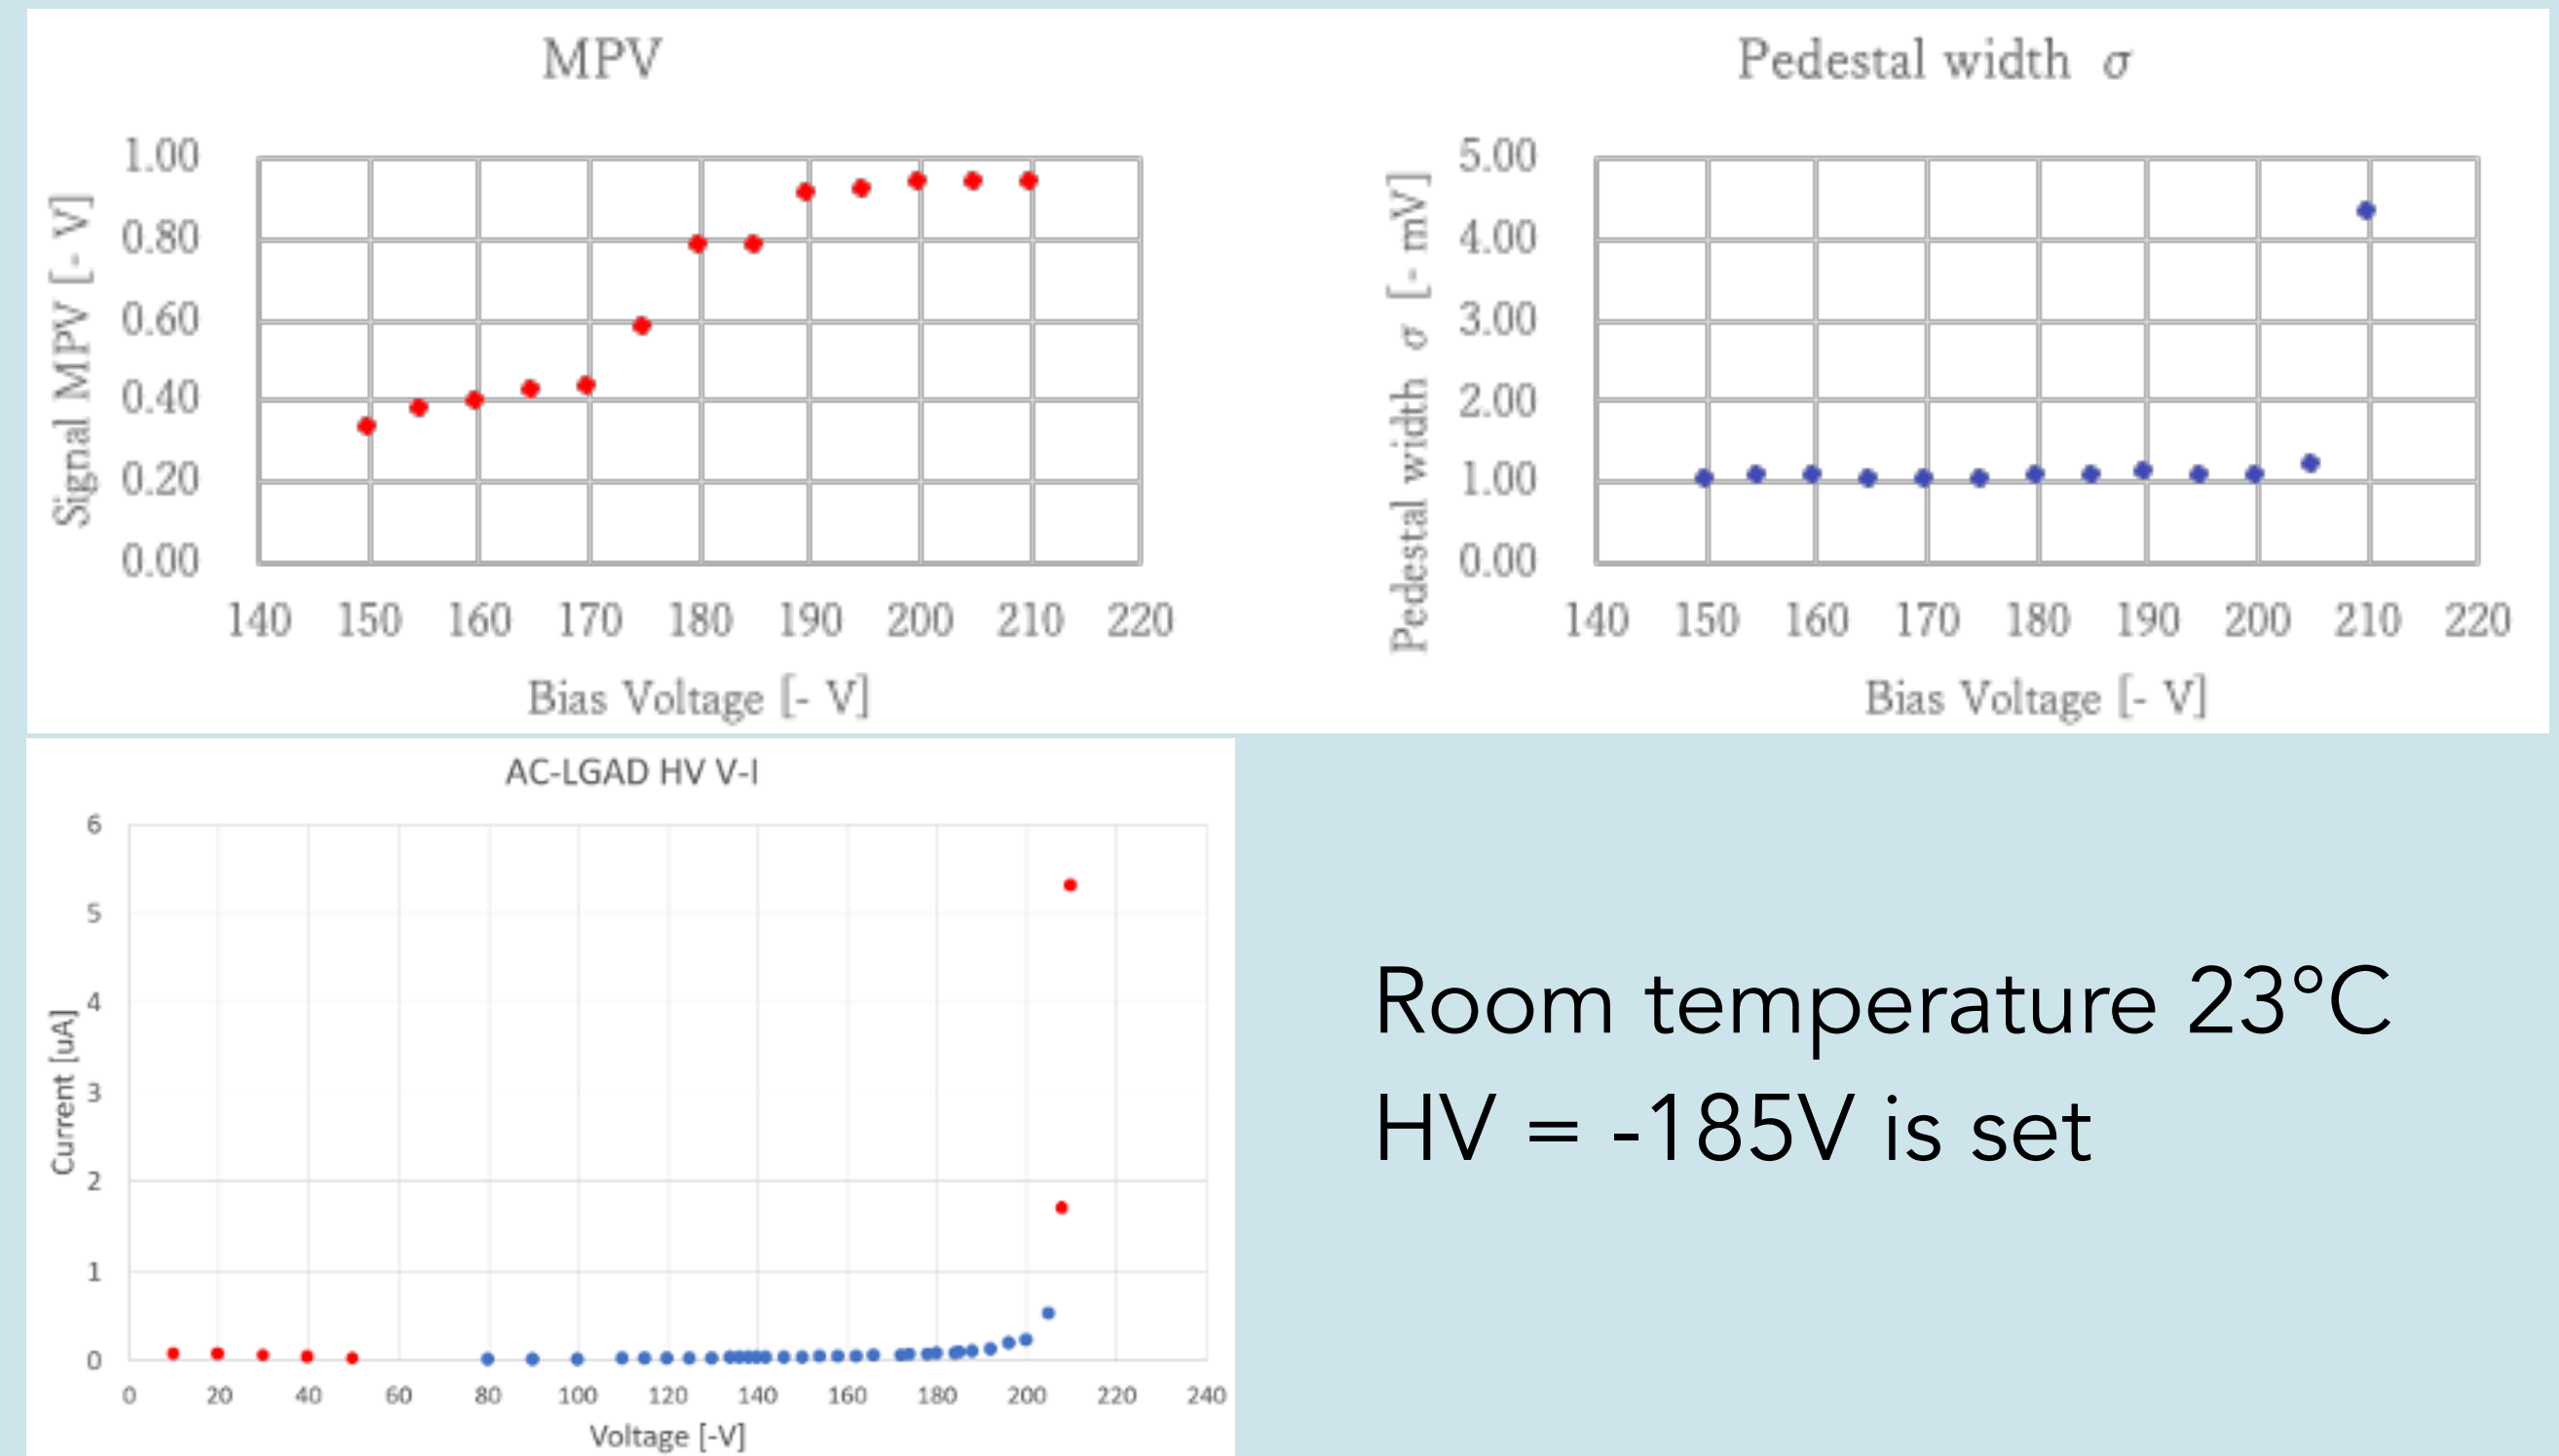 MPV
Signal MPV [- V]
1.00
0.80
0.60
0.40
0.20
0.00
140 150 160 170 180 190 200 210 220
Bias Voltage [- V]
Pedestal width σ
Pedestal width σ [- mV]
5.00
4.00
3.00
2.00
1.00
0.00
140 150 160 170 180 190 200 210 220
Bias Voltage [- V]
AC-LGAD HV V-I
Current [uA]
6
5
4
3
2
1
0
0 20 40 60 80 100 120 140 160 180 200 220 240
Voltage [-V]
Room temperature 23°C
HV = -185V is set